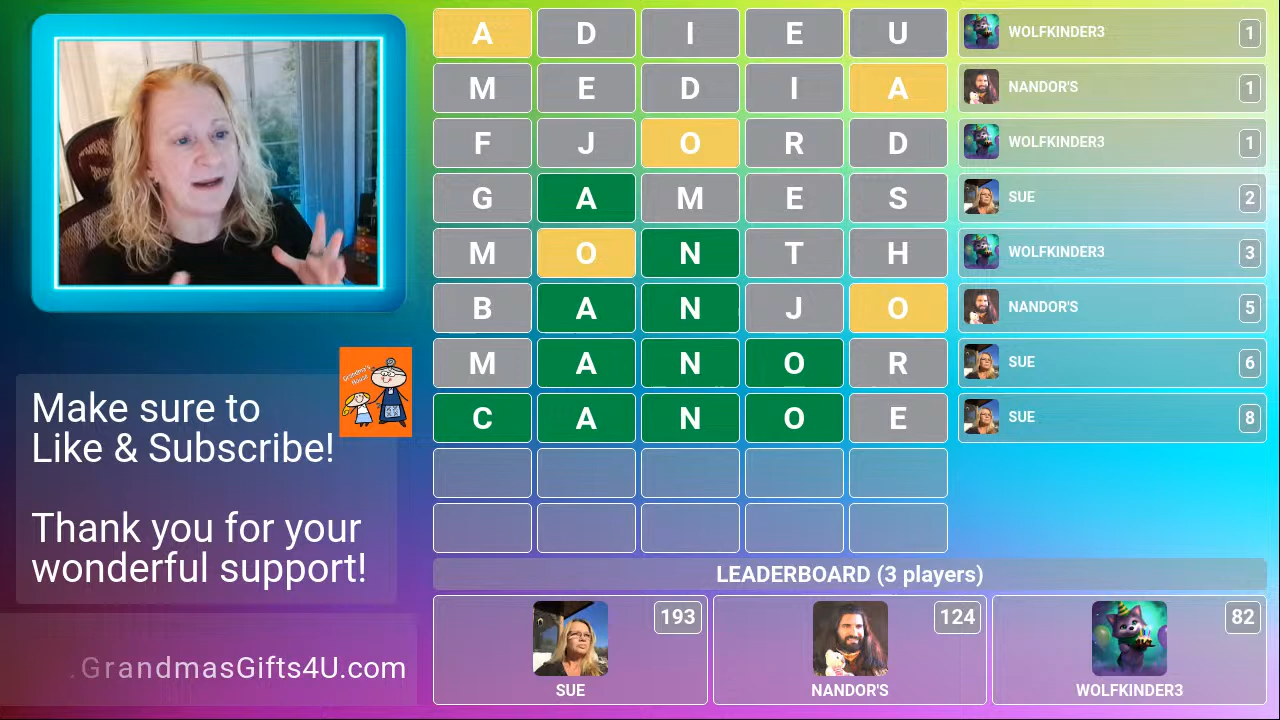 A D I E U WOLFKINDER3 1
M E D I A NANDOR'S 1
F J O R D WOLFKINDER3 1
G A M E S SUE 2
M O N T H WOLFKINDER3 3
B A N J O NANDOR'S 5
M A N O R SUE 6
C A N O E SUE 8
Grandma's
House
Make sure to
Like & Subscribe!
Thank you for your
wonderful support!
.GrandmasGifts4U.com
LEADERBOARD (3 players)
193 124 82
SUE NANDOR'S WOLFKINDER3